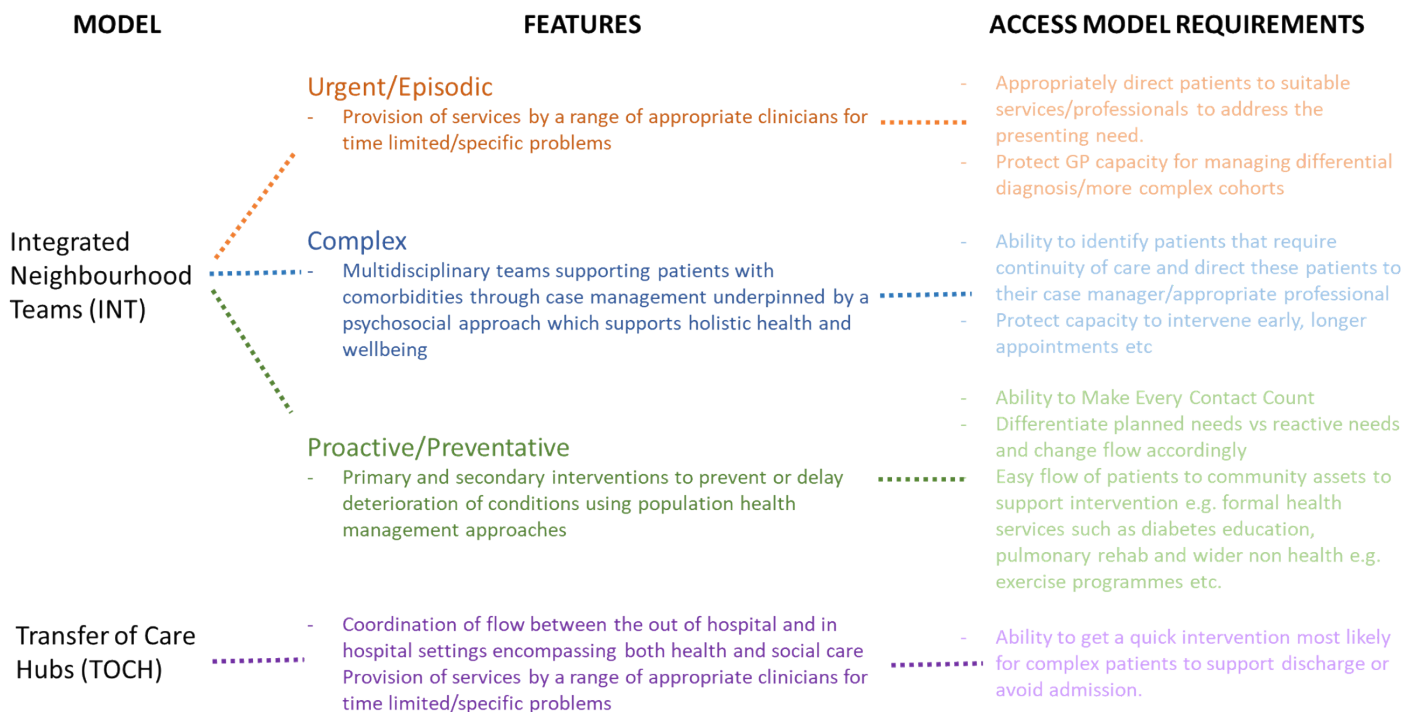 MODEL
FEATURES
ACCESS MODEL REQUIREMENTS
Integrated
Neighbourhood
Teams (INT)
Urgent/Episodic
- Provision of services by a range of appropriate clinicians for
time limited/specific problems
- Appropriately direct patients to suitable
services/professionals to address the
presenting need.
- Protect GP capacity for managing differential
diagnosis/more complex cohorts
Complex
- Multidisciplinary teams supporting patients with
comorbidities through case management underpinned by a
psychosocial approach which supports holistic health and
wellbeing
- Ability to identify patients that require
continuity of care and direct these patients to
their case manager/appropriate professional
- Protect capacity to intervene early, longer
appointments etc
Proactive/Preventative
- Primary and secondary interventions to prevent or delay
deterioration of conditions using population health
management approaches
- Ability to Make Every Contact Count
- Differentiate planned needs vs reactive needs
and change flow accordingly
- Easy flow of patients to community assets to
support intervention e.g. formal health
services such as diabetes education,
pulmonary rehab and wider non health e.g.
exercise programmes etc.
Transfer of Care
Hubs (TOCH)
- Coordination of flow between the out of hospital and in
hospital settings encompassing both health and social care
Provision of services by a range of appropriate clinicians for
time limited/specific problems
- Ability to get a quick intervention most likely
for complex patients to support discharge or
avoid admission.